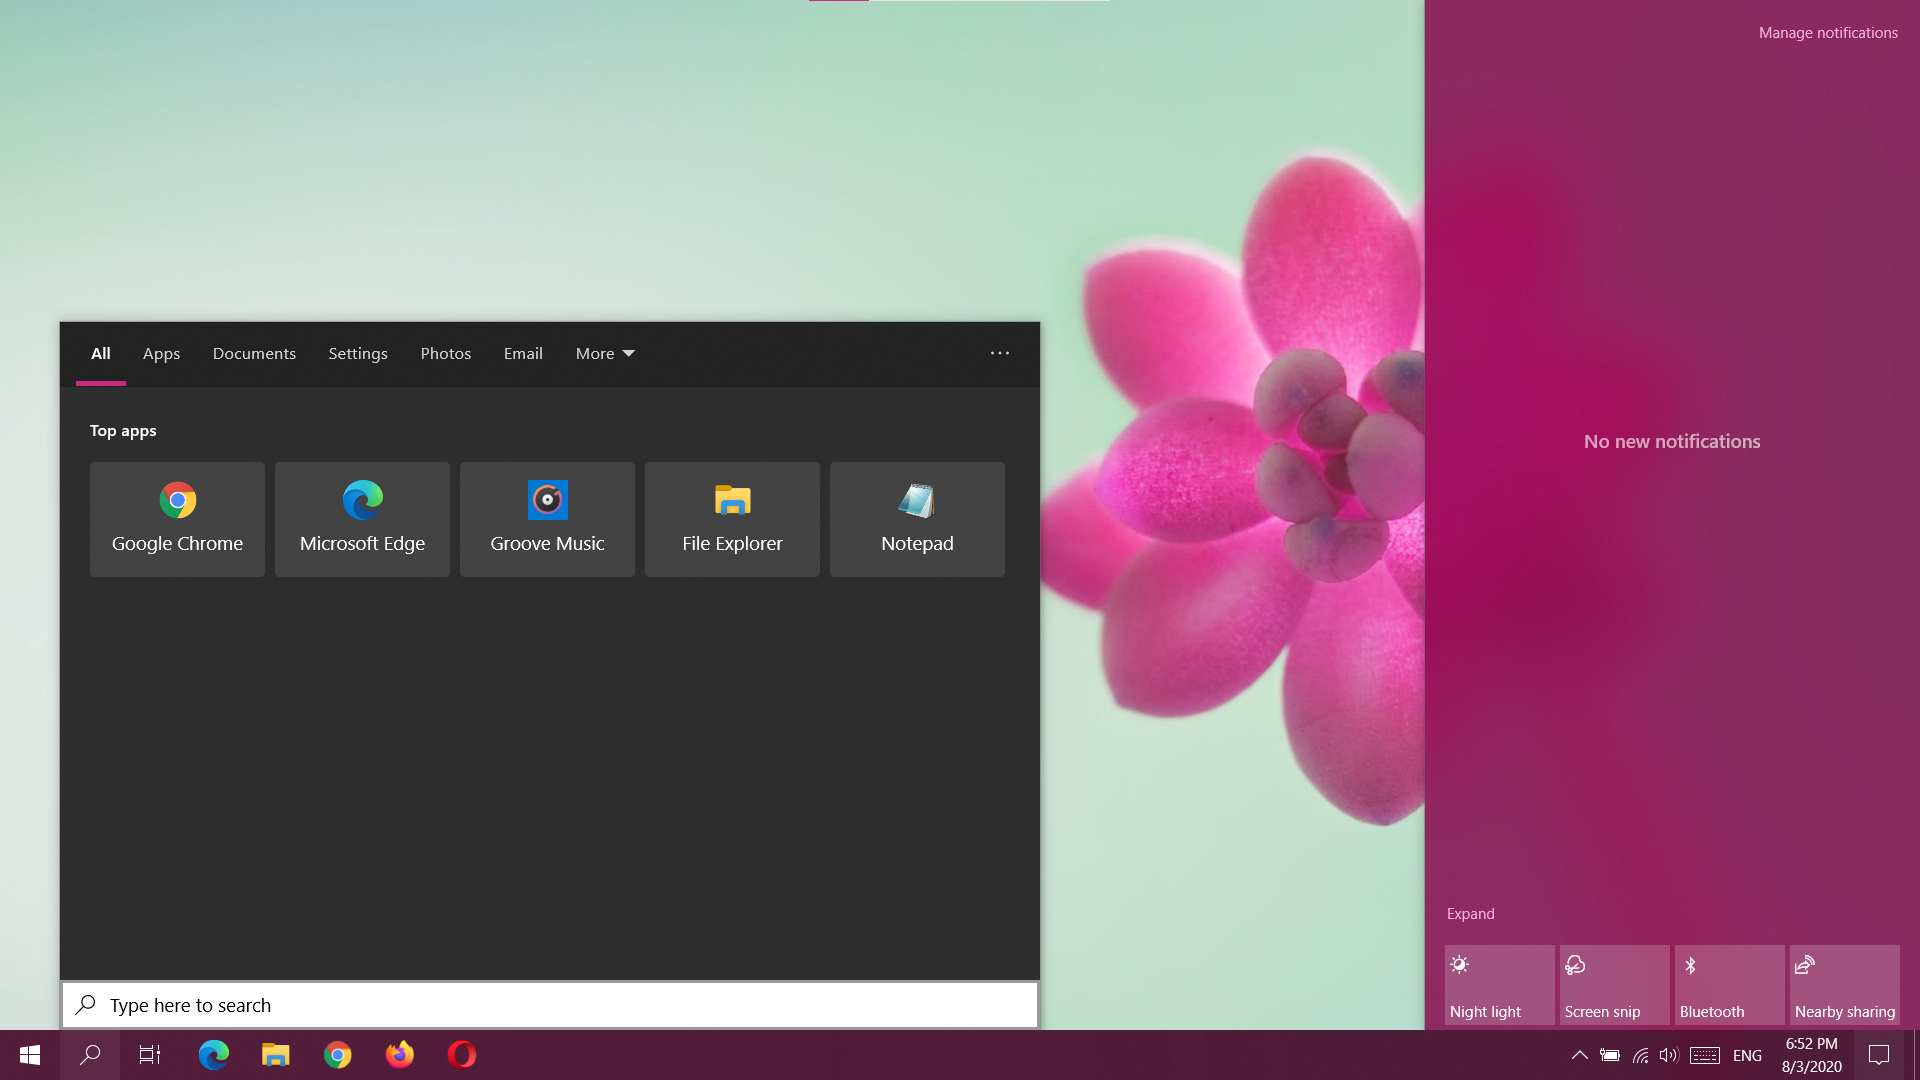 Manage notifications
All Apps Documents Settings Photos Email More
Top apps
Google Chrome Microsoft Edge Groove Music File Explorer Notepad
No new notifications
Expand
Night light Screen snip Bluetooth Nearby sharing
Type here to search
ENG
6:52 PM
8/3/2020